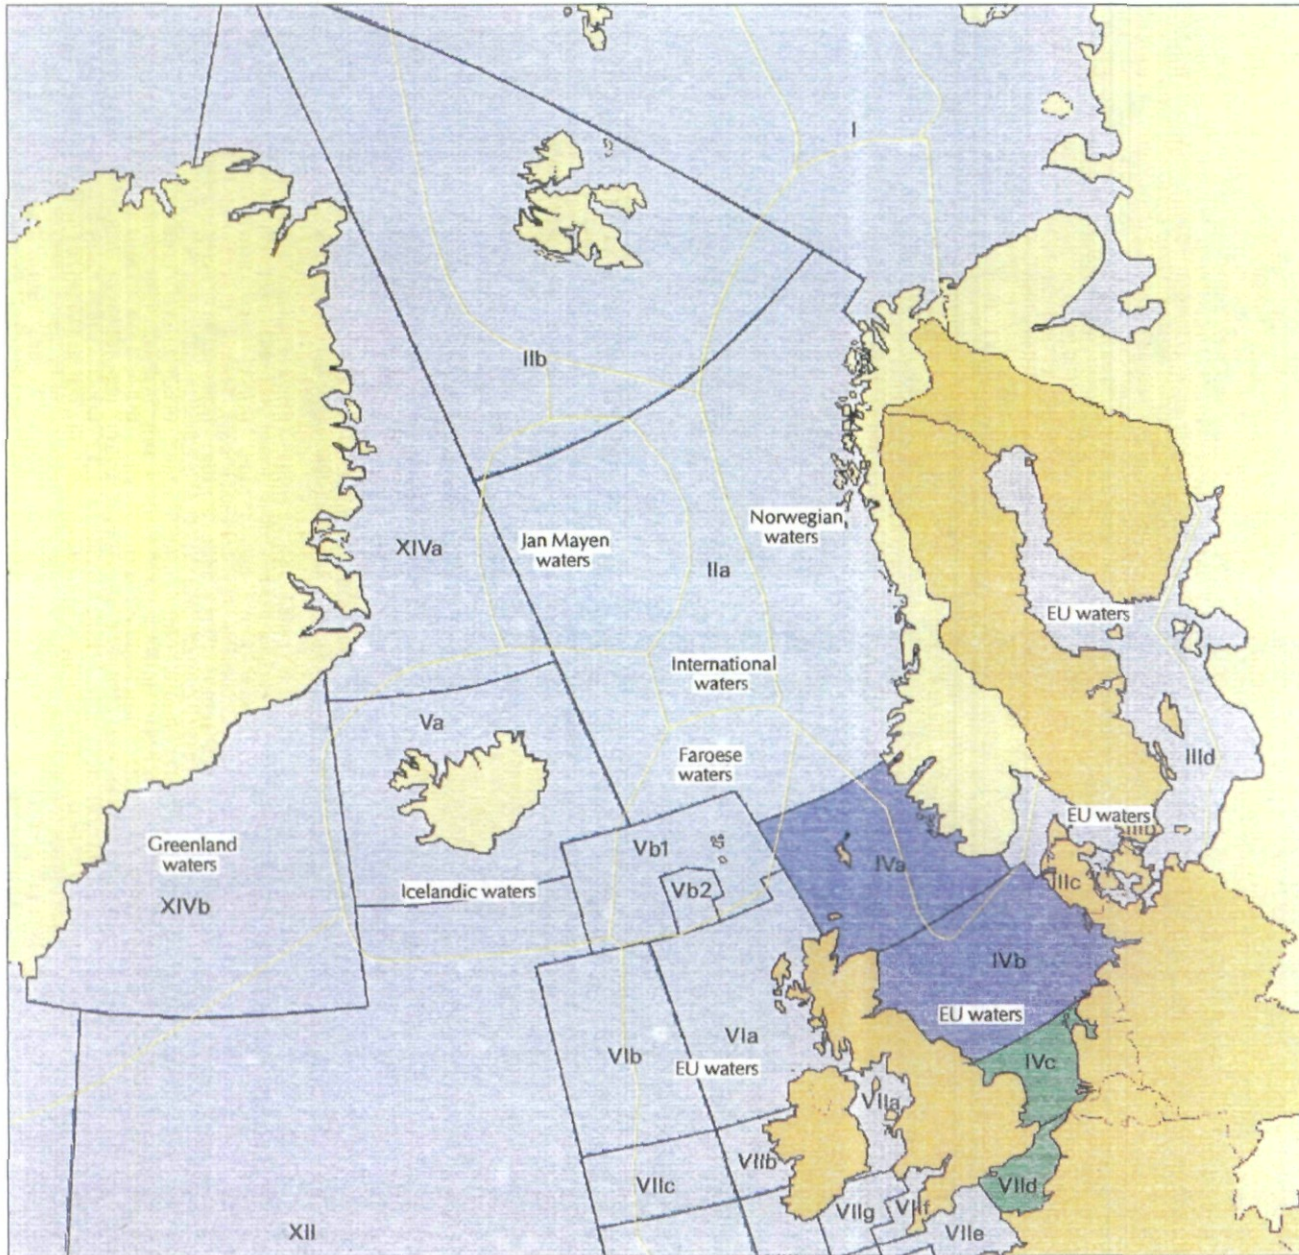 I
IIb
Norwegian
waters
XIVa
Jan Mayen
waters
IIa
EU waters
International
waters
Va
Faroese
waters
IIId
EU waters
IIIb
Greenland
waters
Vb1
IVa
IIIc
Icelandic waters
Vb2
XIVb
IVb
EU waters
VIa
VIb
EU waters
IVc
VIIa
VIIb
VIIc
VIId
VIIg
VIIf
XII
VIIe